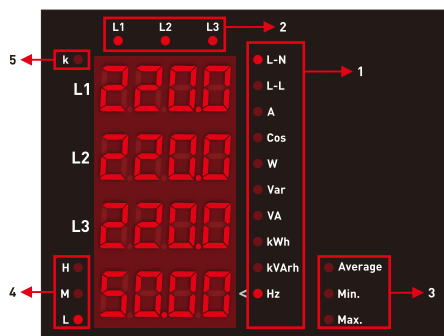 L1 L2 L3
2
5
k
L-N
1
L1
220.0
L-L
A
Cos
L2
220.0
W
Var
L3
220.0
VA
kWh
kVArh
4
H
M
L
50.00
< Hz
Average
Min.
Max.
3